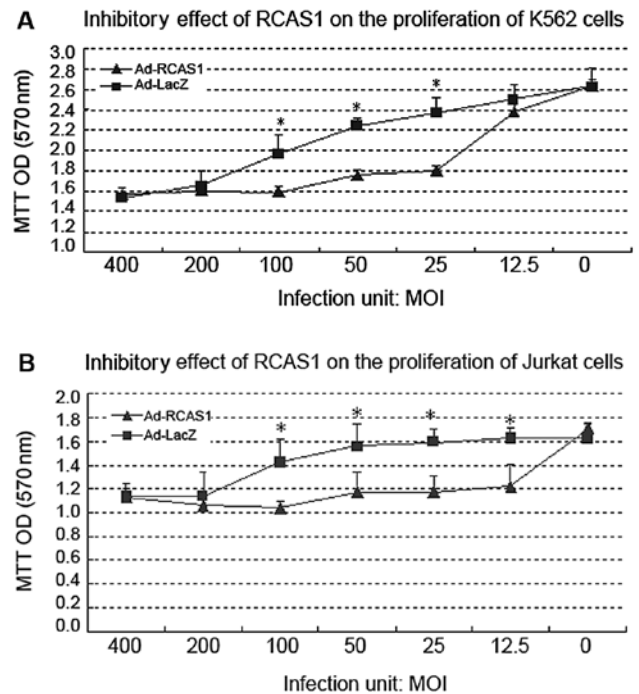 A
Inhibitory effect of RCAS1 on the proliferation of K562 cells
3.0
2.8
2.6
2.4
2.2
2.0
1.8
1.6
1.4
1.2
1.0
MTT OD (570 nm)
Ad-RCAS1
Ad-LacZ
* * *
400 200 100 50 25 12.5 0
Infection unit: MOI
B
Inhibitory effect of RCAS1 on the proliferation of Jurkat cells
2.0
1.8
1.6
1.4
1.2
1.0
0.8
0.6
0.4
0.2
0.0
MTT OD (570 nm)
Ad-RCAS1
Ad-LacZ
* * * *
400 200 100 50 25 12.5 0
Infection unit: MOI